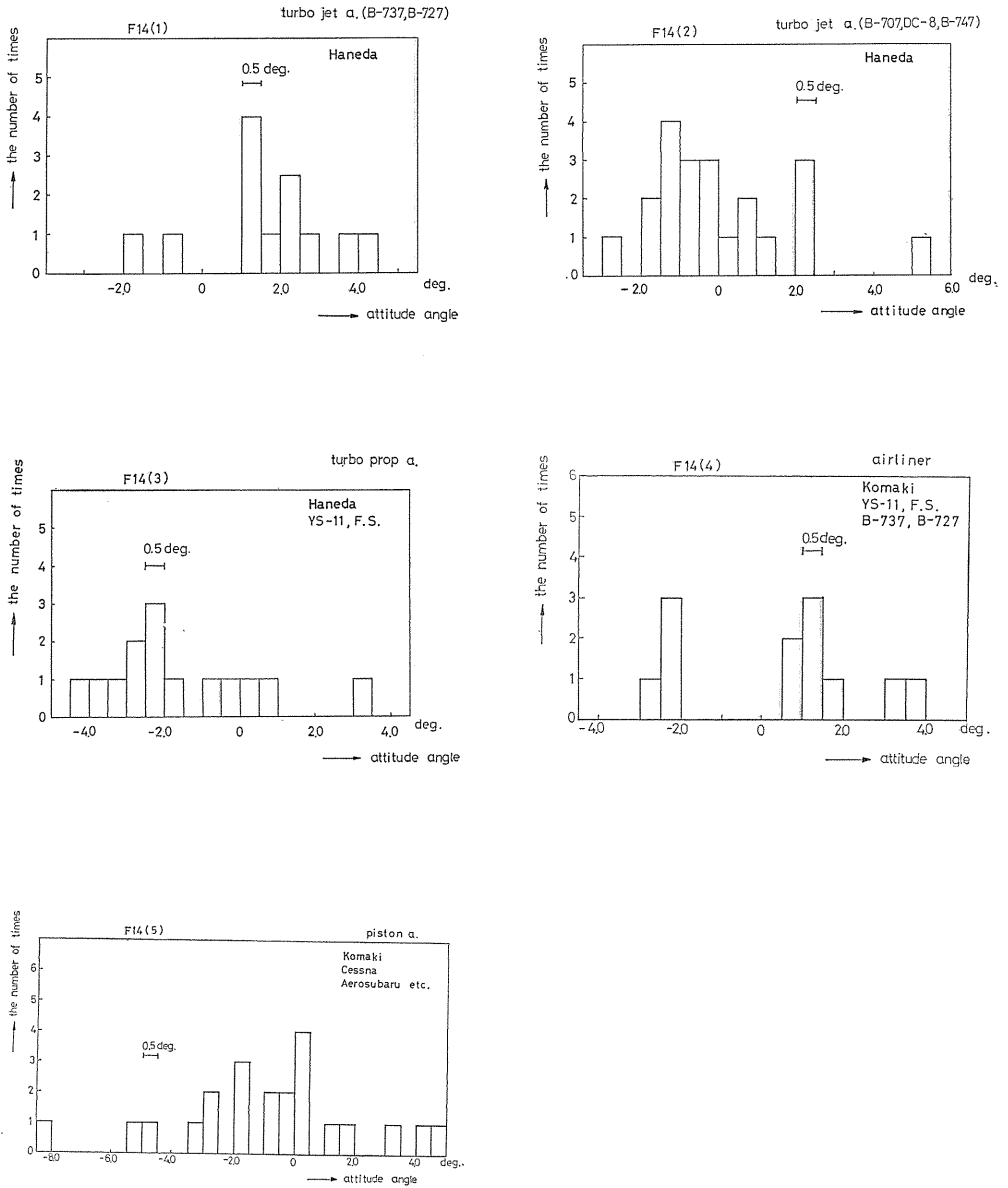 F14(1)
turbo jet a.(B-737,B-727)
Haneda
0.5 deg.
the number of times
5
4
3
2
1
0
-2.0 0 2.0 4.0 deg.
attitude angle
F14(2)
turbo jet a.(B-707,DC-8,B-747)
Haneda
0.5 deg.
the number of times
5
4
3
2
1
0
-2.0 0 2.0 4.0 6.0 deg.
attitude angle
F14(3)
turbo prop a.
Haneda
YS-11, F.S.
0.5 deg.
the number of times
5
4
3
2
1
0
-4.0 -2.0 0 2.0 4.0 deg.
attitude angle
F14(4)
airliner
Komaki
YS-11, F.S.
B-737, B-727
0.5 deg.
the number of times
6
5
4
3
2
1
0
-4.0 -2.0 0 2.0 4.0 deg.
attitude angle
F14(5)
piston a.
Komaki
Cessna
Aerosubaru etc.
0.5 deg.
the number of times
6
5
4
3
2
1
0
-8.0 -6.0 -4.0 -2.0 0 2.0 4.0 deg.
attitude angle